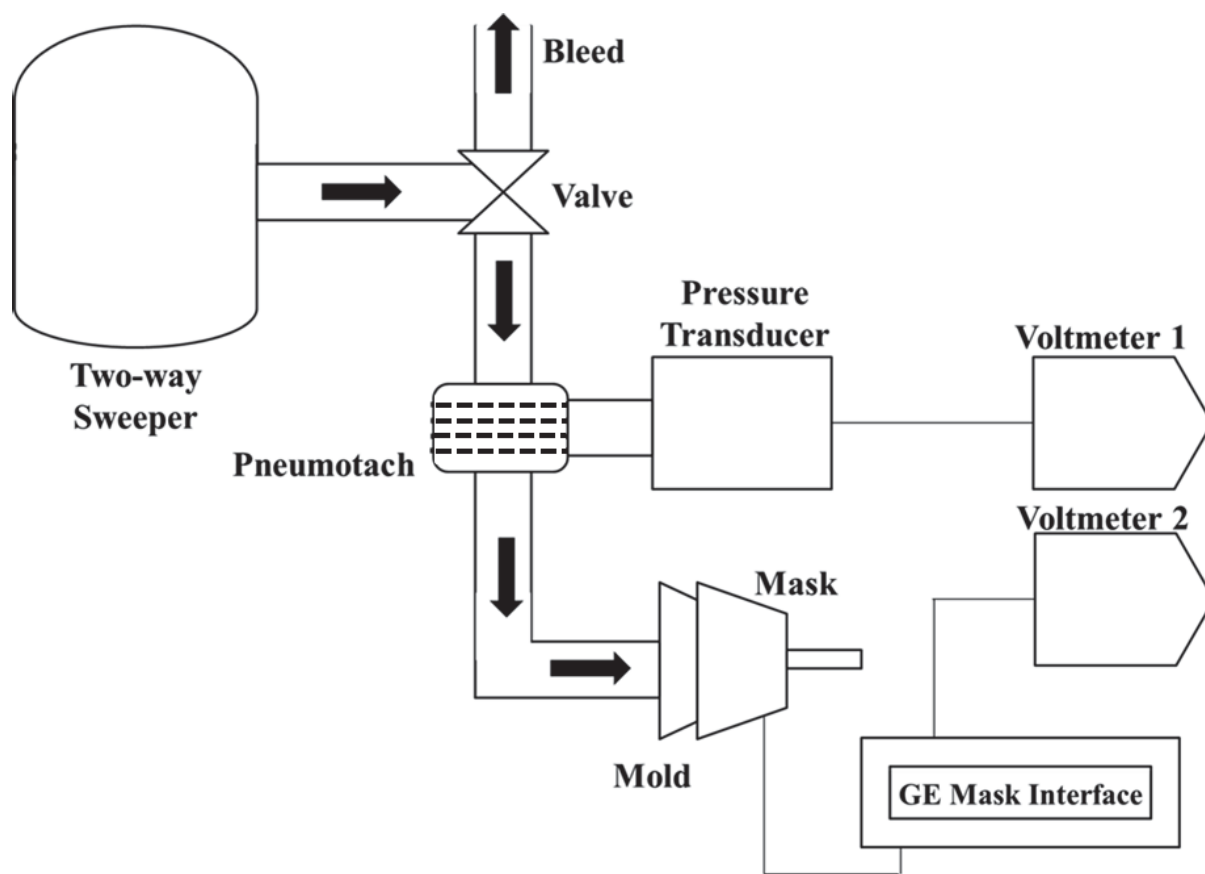 Bleed
Valve
Two-way
Sweeper
Pressure
Transducer
Voltmeter 1
Pneumotach
Voltmeter 2
Mask
Mold
GE Mask Interface